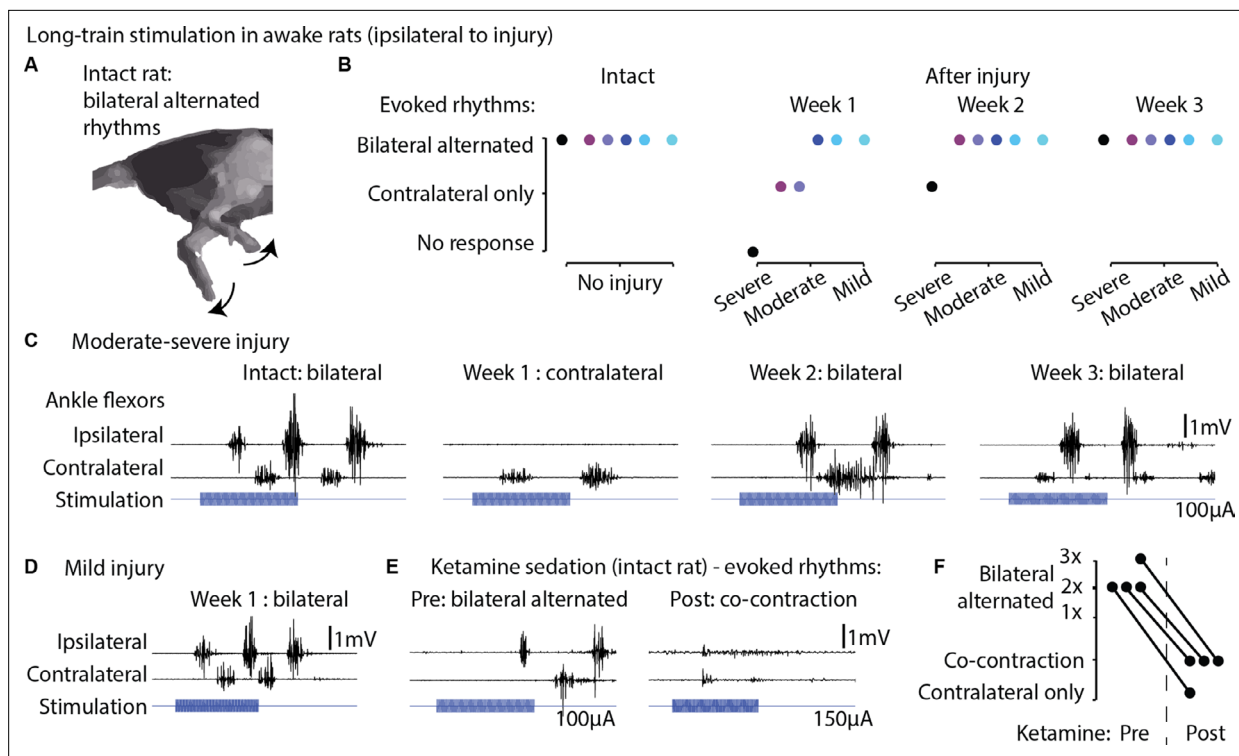 Long-train stimulation in awake rats (ipsilateral to injury)
A
Intact rat:
bilateral alternated
rhythms
B
Intact
After injury
Evoked rhythms:
Week 1
Week 2
Week 3
Bilateral alternated
Contralateral only
No response
No injury
Severe
Moderate
Mild
Severe
Moderate
Mild
Severe
Moderate
Mild
C Moderate-severe injury
Intact: bilateral
Week 1 : contralateral
Week 2: bilateral
Week 3: bilateral
Ankle flexors
Ipsilateral
1mV
Contralateral
Stimulation
100μA
D Mild injury
Week 1 : bilateral
Ipsilateral
1mV
Contralateral
Stimulation
E Ketamine sedation (intact rat) - evoked rhythms:
Pre: bilateral alternated
Post: co-contraction
1mV
100μA
150μA
F
Bilateral
alternated
3x
2x
1x
Co-contraction
Contralateral only
Ketamine: Pre Post